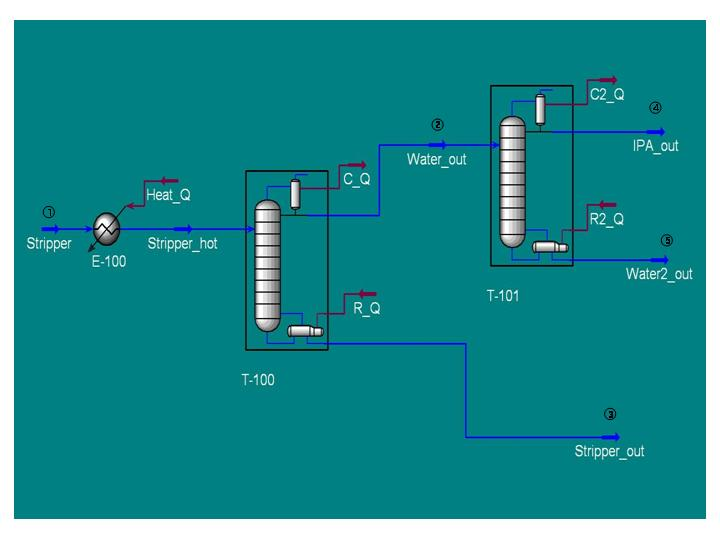 C2_Q
④
IPA_out
②
Water_out
C_Q
Heat_Q
①
Stripper
Stripper_hot
E-100
R2_Q
⑤
Water2_out
T-101
R_Q
T-100
③
Stripper_out